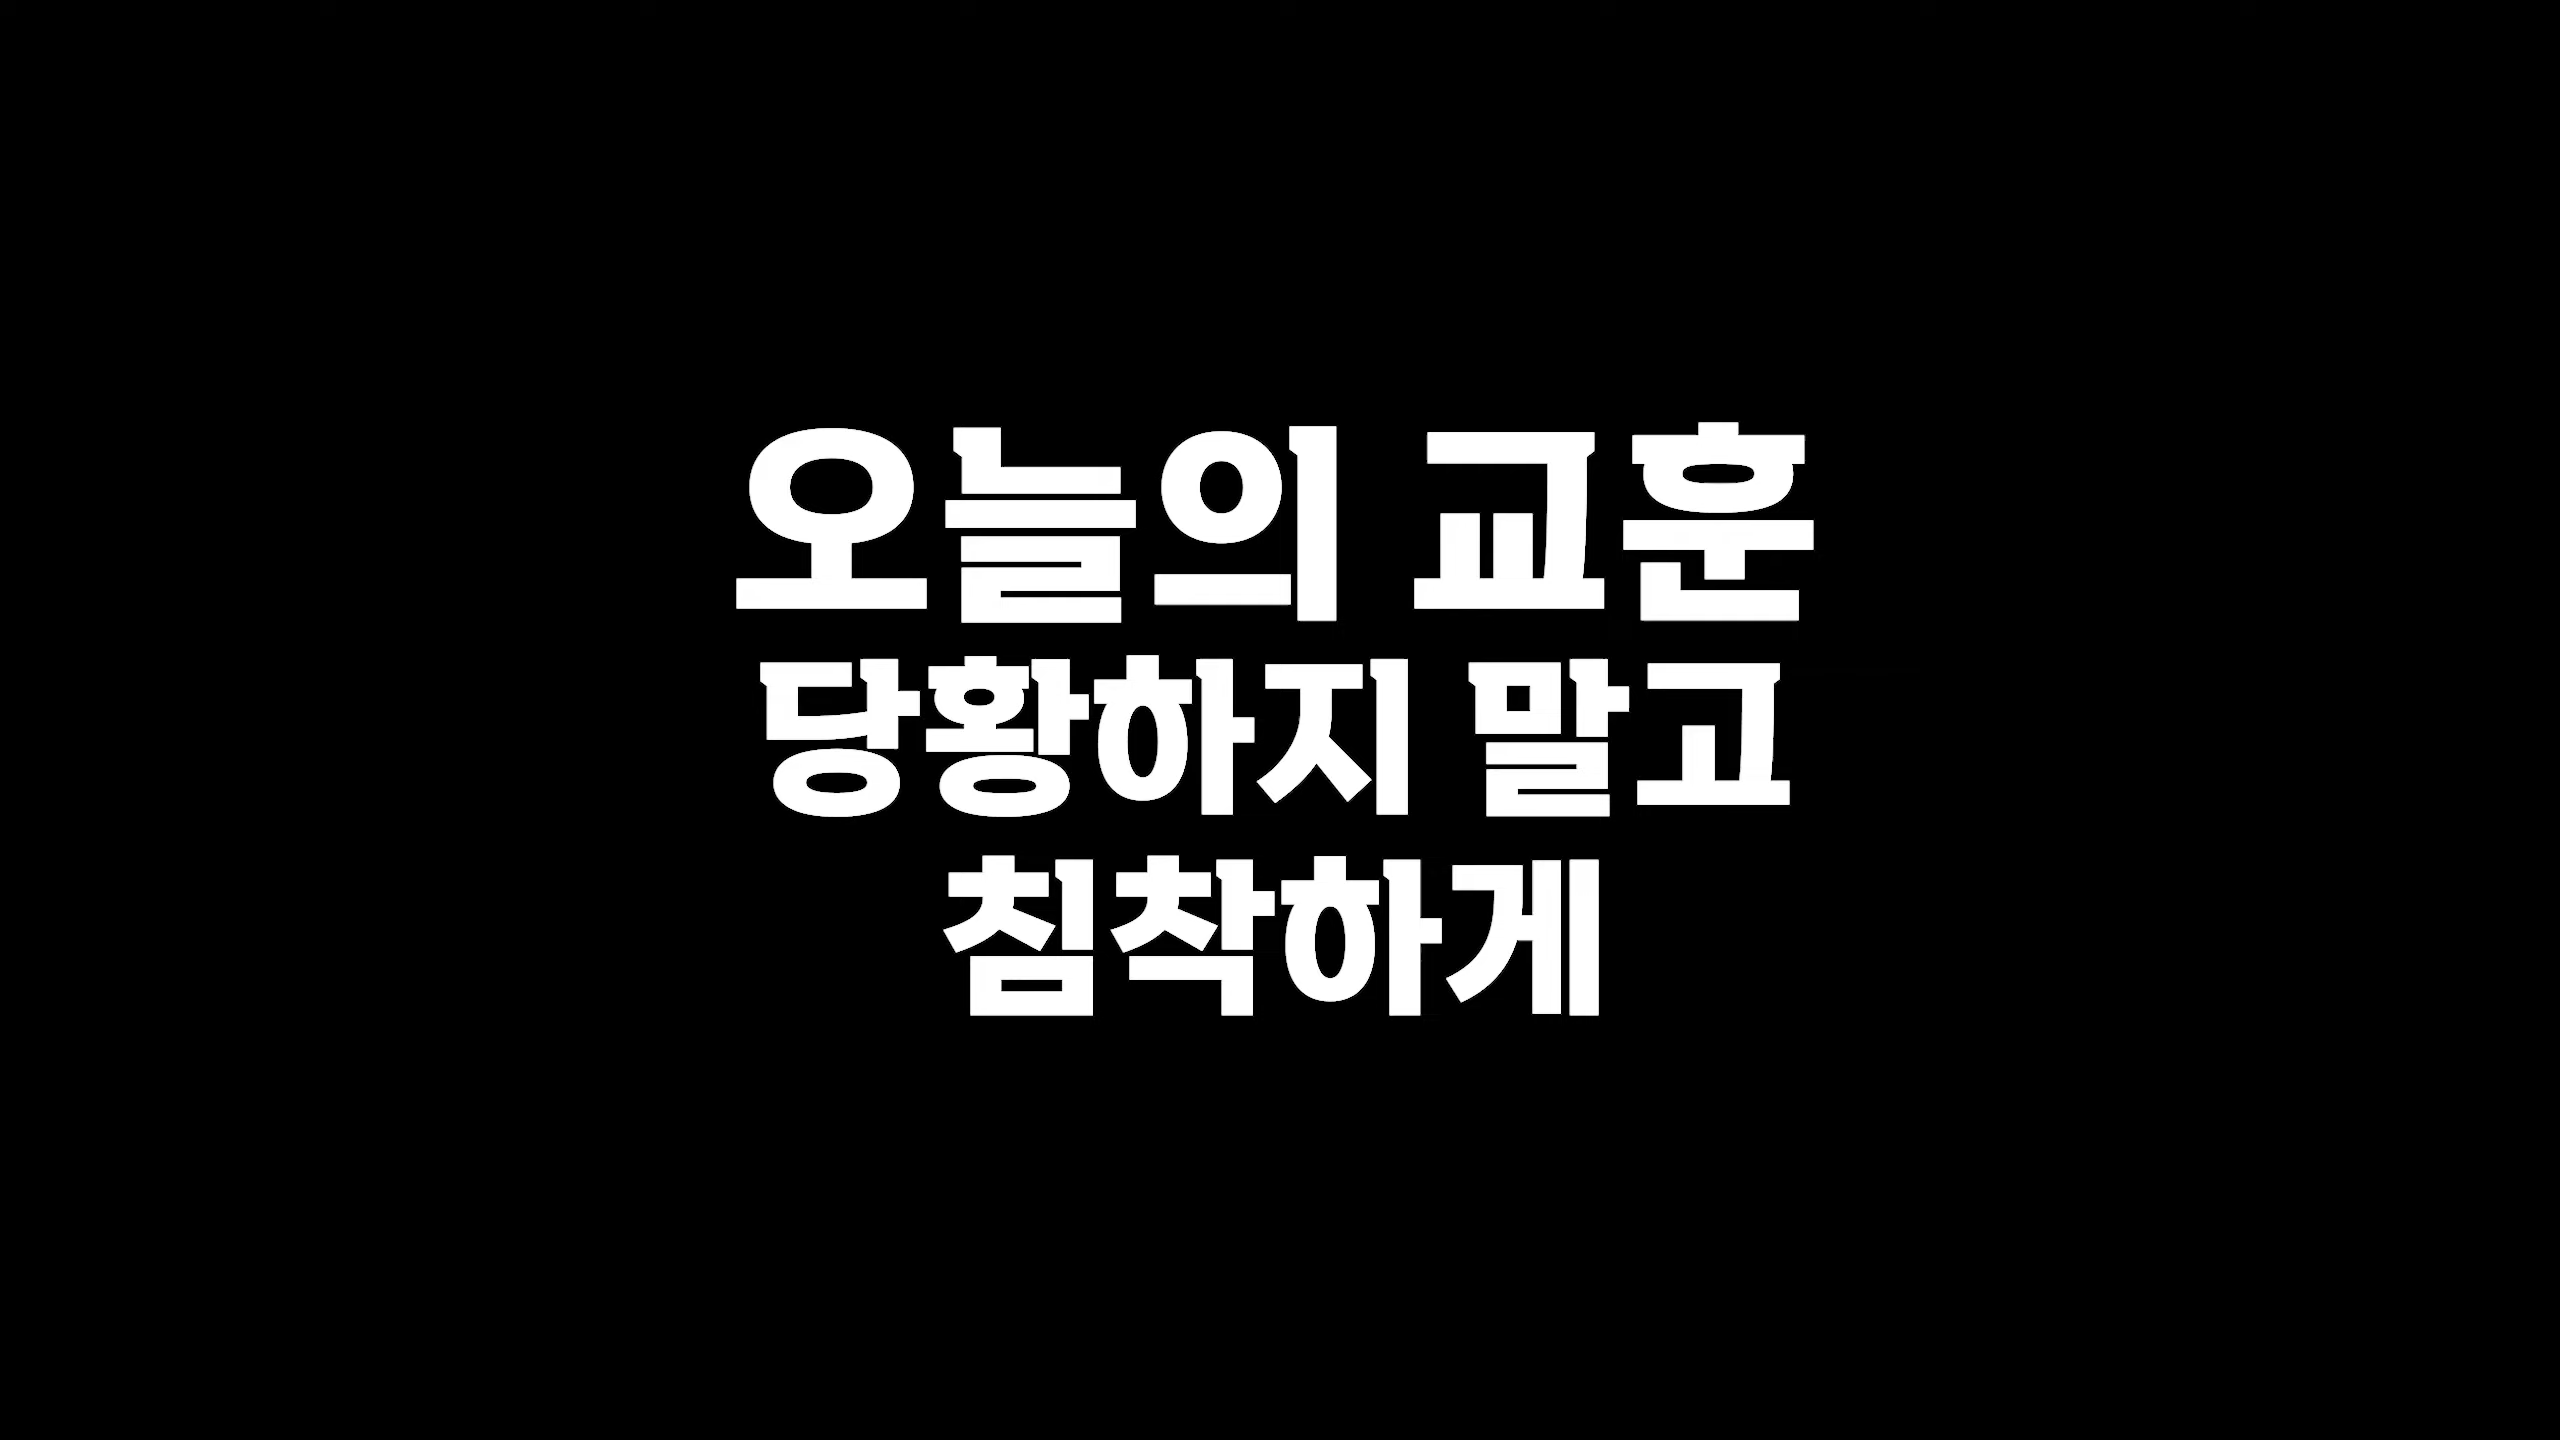 오늘의 교훈
당황하지 말고
침착하게